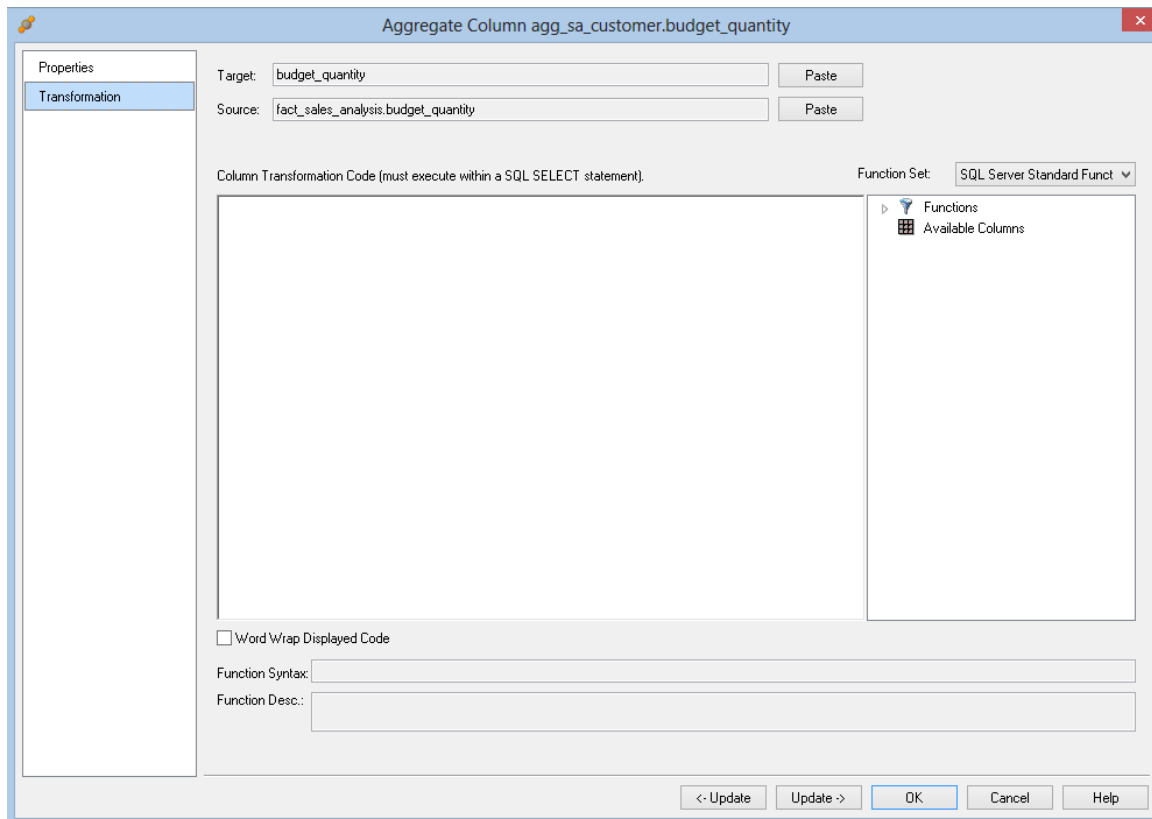 Aggregate Column agg_sa_customer.budget_quantity
Properties
Transformation
Target: budget_quantity Paste
Source: fact_sales_analysis.budget_quantity Paste
Column Transformation Code (must execute within a SQL SELECT statement). Function Set: SQL Server Standard Funct
Functions
Available Columns
Word Wrap Displayed Code
Function Syntax:
Function Desc.:
<- Update Update -> OK Cancel Help